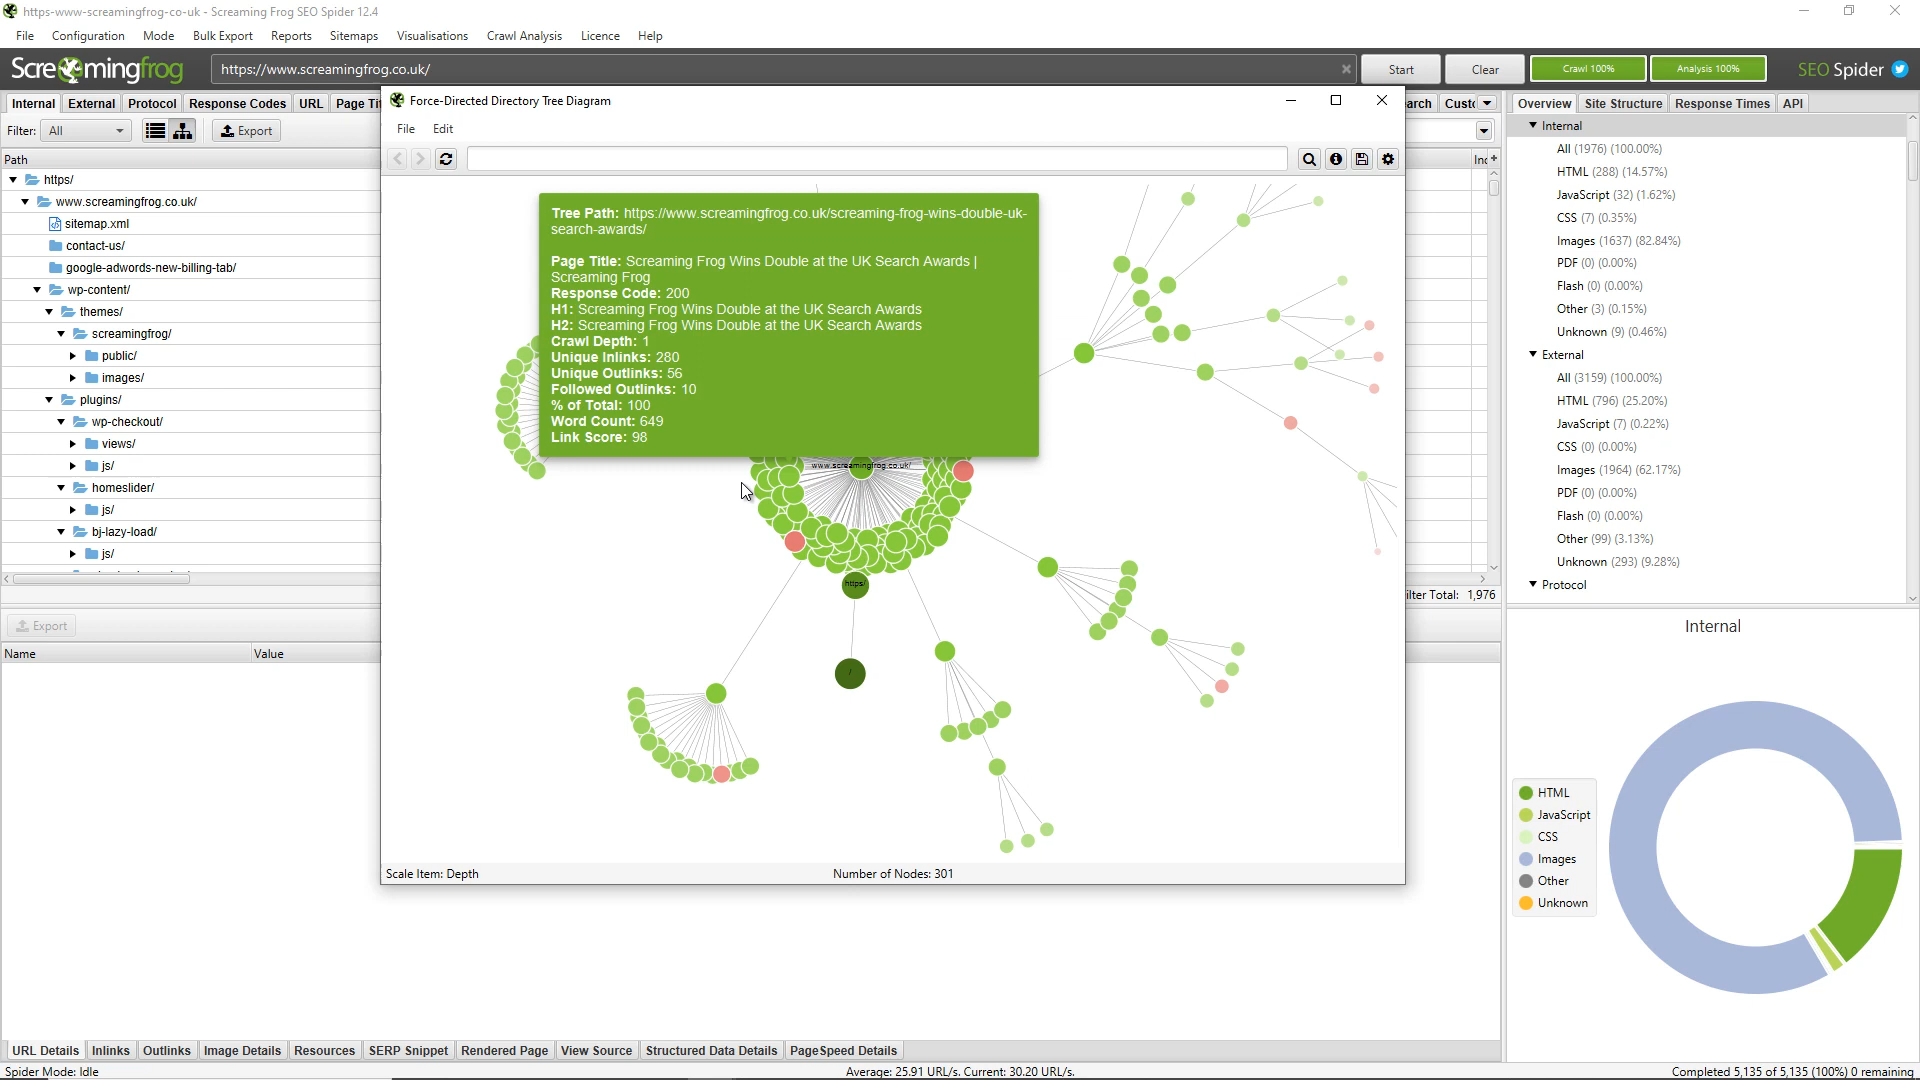 https-www-screamingfrog-co-uk - Screaming Frog SEO Spider 12.4
File Configuration Mode Bulk Export Reports Sitemaps Visualisations Crawl Analysis Licence Help
Screamingfrog
https://www.screamingfrog.co.uk/
Start
Clear
Crawl 100%
Analysis 100%
SEO Spider
Internal External Protocol Response Codes URL Page Ti
arch Custo
Filter: All
Export
Path
https/
www.screamingfrog.co.uk/
sitemap.xml
contact-us/
google-adwords-new-billing-tab/
wp-content/
themes/
screamingfrog/
public/
images/
plugins/
wp-checkout/
views/
js/
homeslider/
js/
bj-lazy-load/
js/
Export
Name Value
Force-Directed Directory Tree Diagram
File Edit
Tree Path: https://www.screamingfrog.co.uk/screaming-frog-wins-double-uk-
search-awards/
Page Title: Screaming Frog Wins Double at the UK Search Awards |
Screaming Frog
Response Code: 200
H1: Screaming Frog Wins Double at the UK Search Awards
H2: Screaming Frog Wins Double at the UK Search Awards
Crawl Depth: 1
Unique Inlinks: 280
Unique Outlinks: 56
Followed Outlinks: 10
% of Total: 100
Word Count: 649
Link Score: 98
www.screamingfrog.co.uk/
https/
/
Scale Item: Depth
Number of Nodes: 301
ilter Total: 1,976
Overview Site Structure Response Times API
Internal
All (1976) (100.00%)
HTML (288) (14.57%)
JavaScript (32) (1.62%)
CSS (7) (0.35%)
Images (1637) (82.84%)
PDF (0) (0.00%)
Flash (0) (0.00%)
Other (3) (0.15%)
Unknown (9) (0.46%)
External
All (3159) (100.00%)
HTML (796) (25.20%)
JavaScript (7) (0.22%)
CSS (0) (0.00%)
Images (1964) (62.17%)
PDF (0) (0.00%)
Flash (0) (0.00%)
Other (99) (3.13%)
Unknown (293) (9.28%)
Protocol
Internal
HTML
JavaScript
CSS
Images
Other
Unknown
URL Details Inlinks Outlinks Image Details Resources SERP Snippet Rendered Page View Source Structured Data Details PageSpeed Details
Spider Mode: Idle
Average: 25.91 URL/s. Current: 30.20 URL/s.
Completed 5,135 of 5,135 (100%) 0 remaining